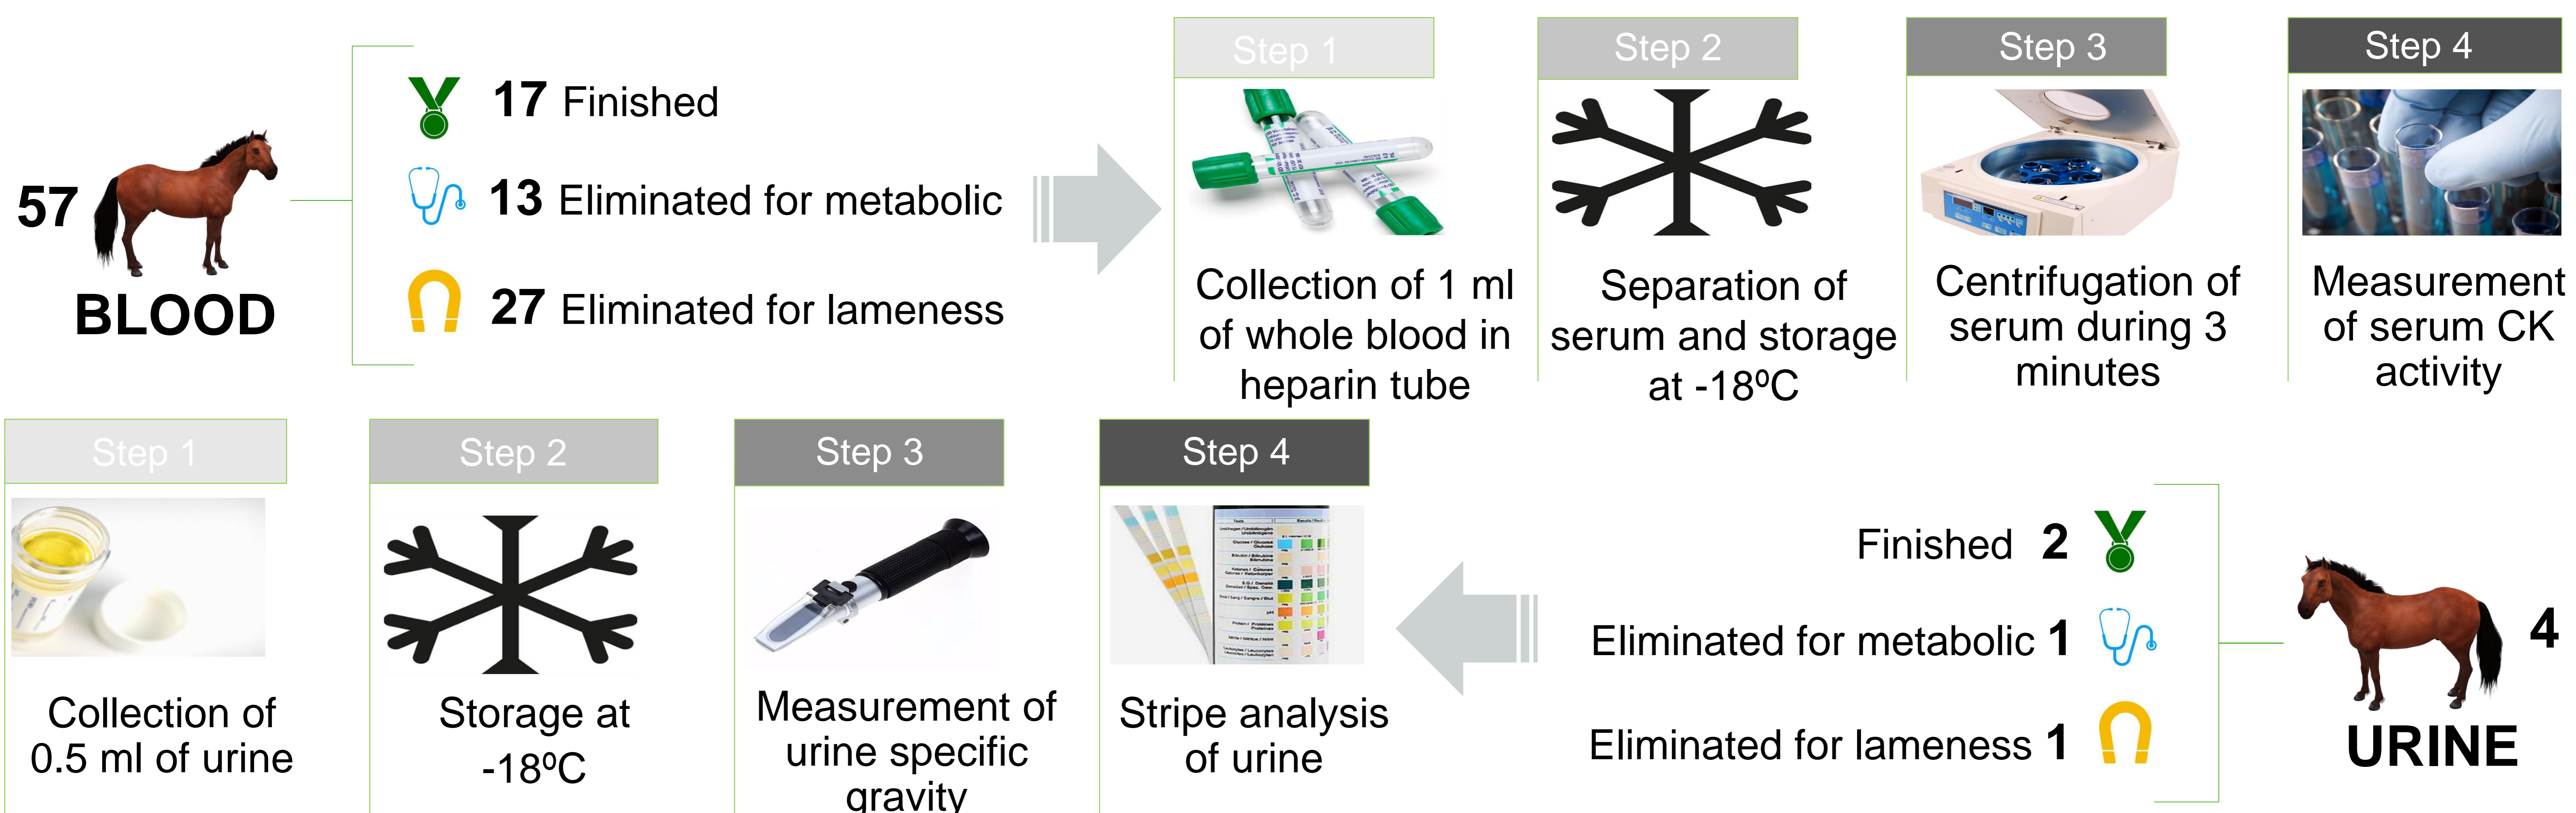 57
BLOOD
17 Finished
13 Eliminated for metabolic
27 Eliminated for lameness
Step 1
Collection of 1 ml
of whole blood in
heparin tube
Step 2
Separation of
serum and storage
at -18ºC
Step 3
Centrifugation of
serum during 3
minutes
Step 4
Measurement
of serum CK
activity
Step 1
Collection of
0.5 ml of urine
Step 2
Storage at
-18ºC
Step 3
Measurement of
urine specific
gravity
Step 4
Stripe analysis
of urine
Finished 2
Eliminated for metabolic 1
Eliminated for lameness 1
4
URINE